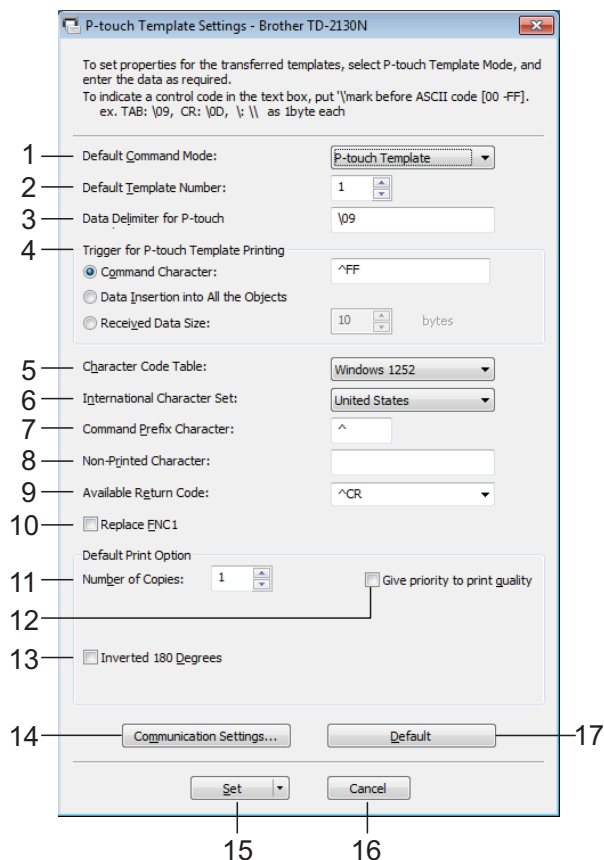 P-touch Template Settings - Brother TD-2130N
To set properties for the transferred templates, select P-touch Template Mode, and
enter the data as required.
To indicate a control code in the text box, put '\'mark before ASCII code [00 -FF].
ex. TAB: \09, CR: \0D, \: \\ as 1byte each
1 Default Command Mode: P-touch Template
2 Default Template Number: 1
3 Data Delimiter for P-touch \09
4 Trigger for P-touch Template Printing
Command Character: ^FF
Data Insertion into All the Objects
Received Data Size: 10 bytes
5 Character Code Table: Windows 1252
6 International Character Set: United States
7 Command Prefix Character: ^
8 Non-Printed Character:
9 Available Return Code: ^CR
10 Replace FNC1
Default Print Option
11 Number of Copies: 1 Give priority to print quality
12
13 Inverted 180 Degrees
14 Communication Settings... Default 17
Set Cancel
15 16